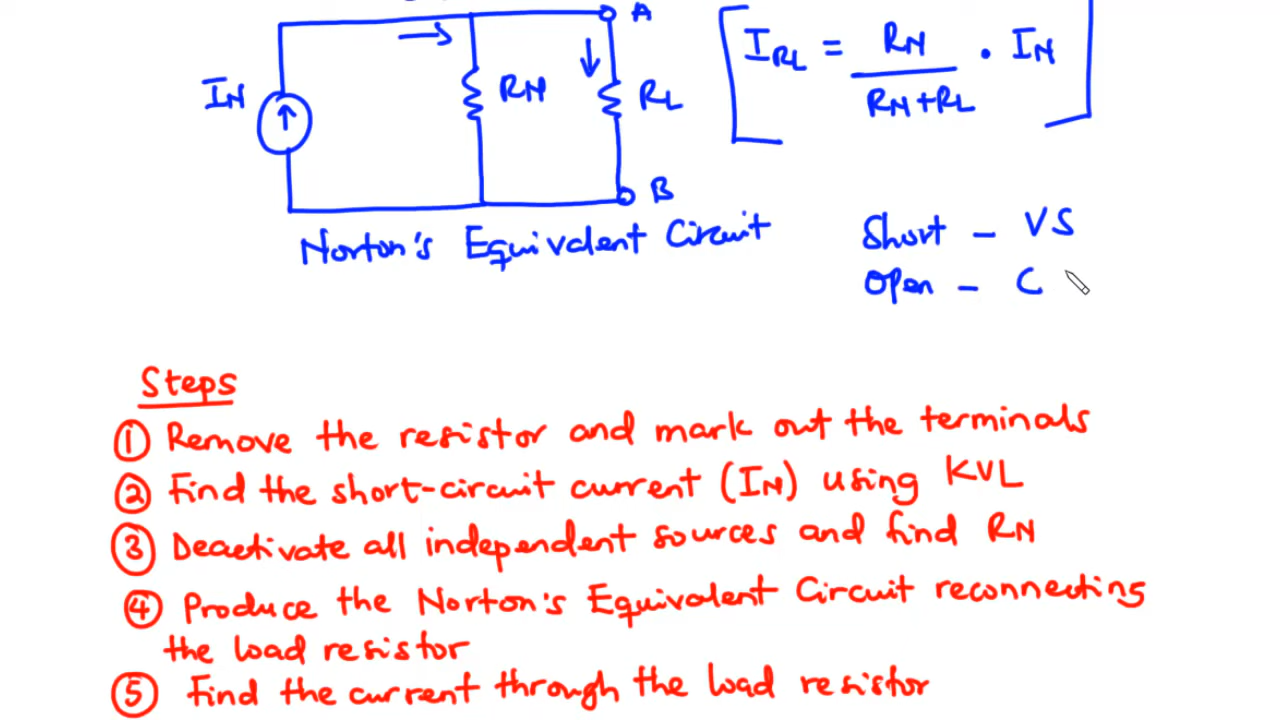 A
IRL = RN / RN+RL · IN
IN
RN
RL
B
Norton's Equivalent Circuit
Short - VS
Open - C
Steps
① Remove the resistor and mark out the terminals
② Find the short-circuit current (IN) using KVL
③ Deactivate all independent sources and find RN
④ Produce the Norton's Equivalent Circuit reconnecting
the load resistor
⑤ Find the current through the load resistor